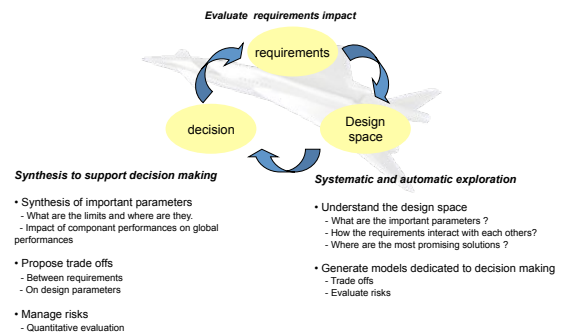 Evaluate requirements impact
requirements
decision
Design
space
Synthesis to support decision making
• Synthesis of important parameters
- What are the limits and where are they.
- Impact of componant performances on global
performances
• Propose trade offs
- Between requirements
- On design parameters
• Manage risks
- Quantitative evaluation
Systematic and automatic exploration
• Understand the design space
- What are the important parameters ?
- How the requirements interact with each others?
- Where are the most promising solutions ?
• Generate models dedicated to decision making
- Trade offs
- Evaluate risks